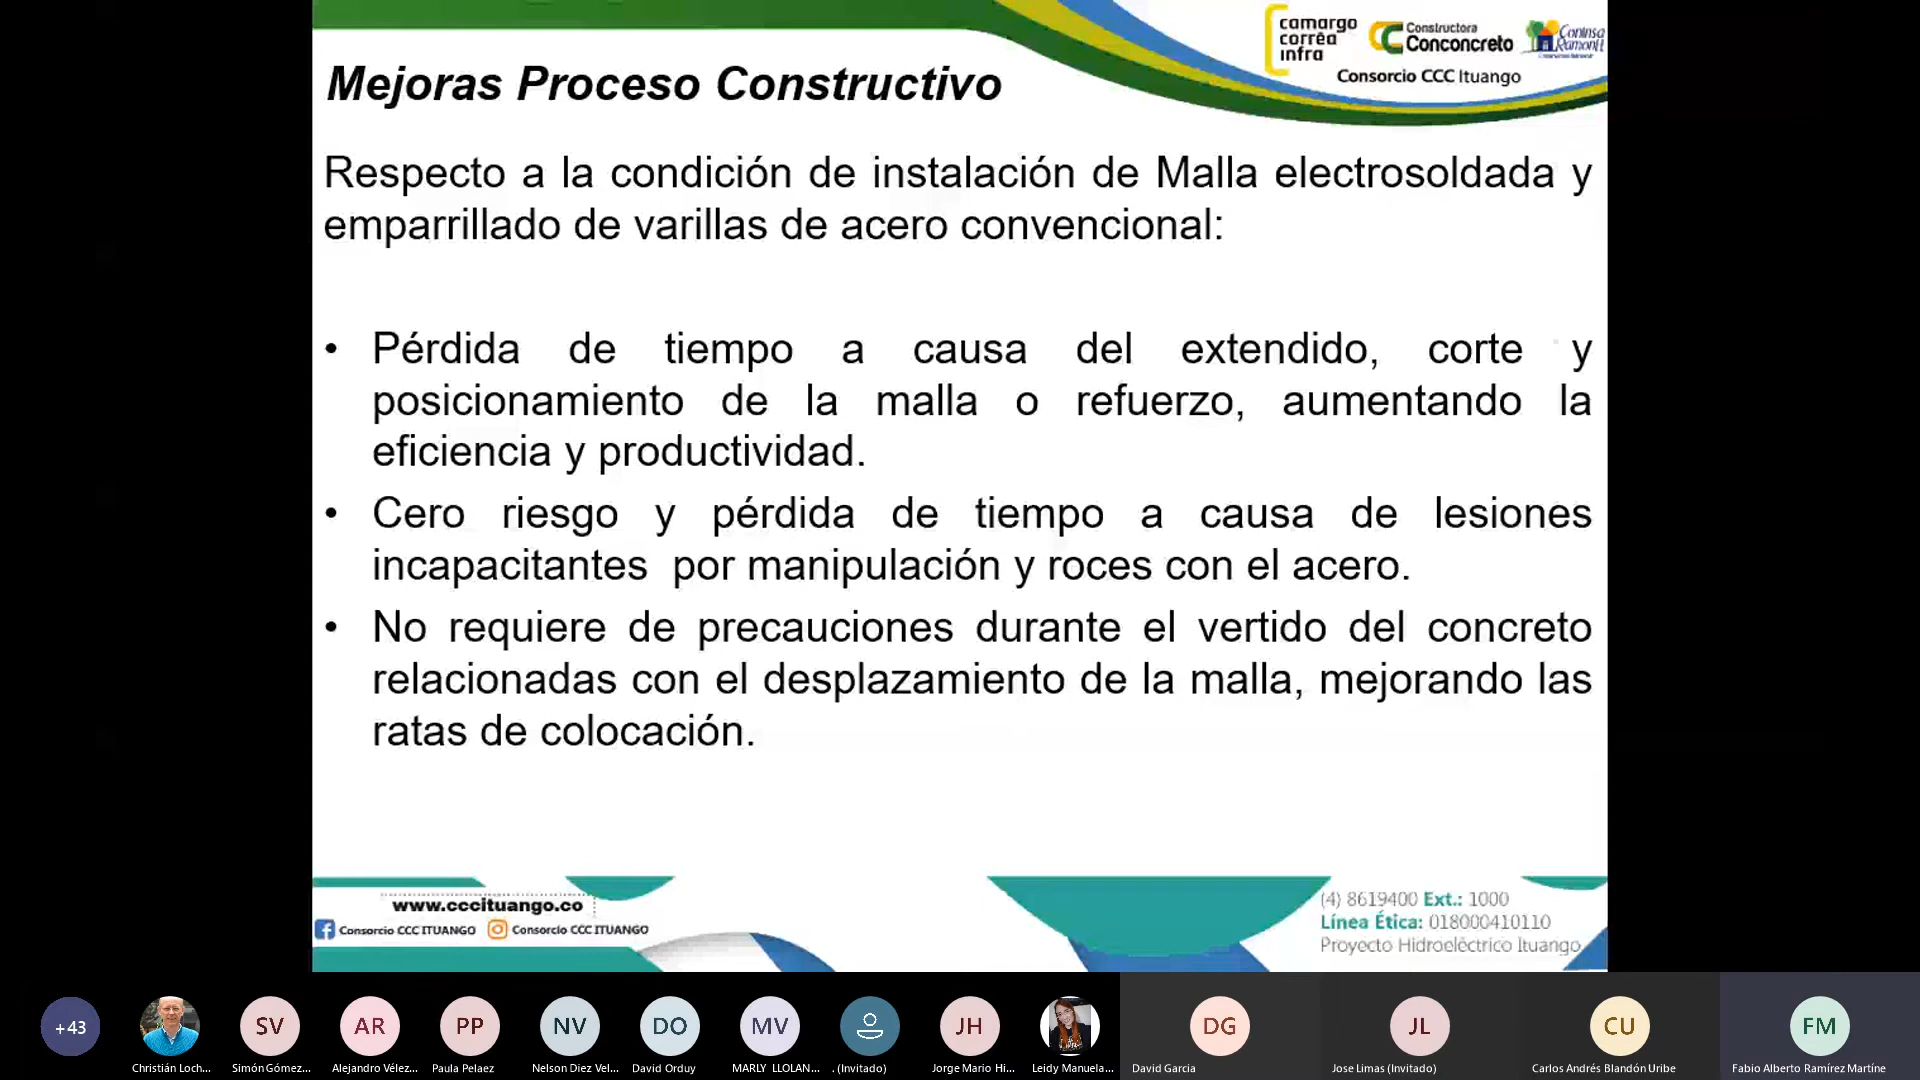 camargo
corrêa
infra
Constructora
Conconcreto
Coninsa
Ramon H
Consorcio CCC Ituango
Mejoras Proceso Constructivo
Respecto a la condición de instalación de Malla electrosoldada y
emparrillado de varillas de acero convencional:
• Pérdida de tiempo a causa del extendido, corte y
posicionamiento de la malla o refuerzo, aumentando la
eficiencia y productividad.
• Cero riesgo y pérdida de tiempo a causa de lesiones
incapacitantes por manipulación y roces con el acero.
• No requiere de precauciones durante el vertido del concreto
relacionadas con el desplazamiento de la malla, mejorando las
ratas de colocación.
www.cccituango.co
Consorcio CCC ITUANGO
Consorcio CCC ITUANGO
(4) 8619400 Ext.: 1000
Línea Ética: 018000410110
Proyecto Hidroeléctrico Ituango
+43
SV
AR
PP
NV
DO
MV
JH
DG
JL
CU
FM
Christián Loch...
Simón Gómez...
Alejandro Vélez...
Paula Pelaez
Nelson Diez Vel...
David Orduy
MARLY LLOLAN...
. (Invitado)
Jorge Mario Hi...
Leidy Manuela...
David Garcia
Jose Limas (Invitado)
Carlos Andrés Blandón Uribe
Fabio Alberto Ramírez Martíne